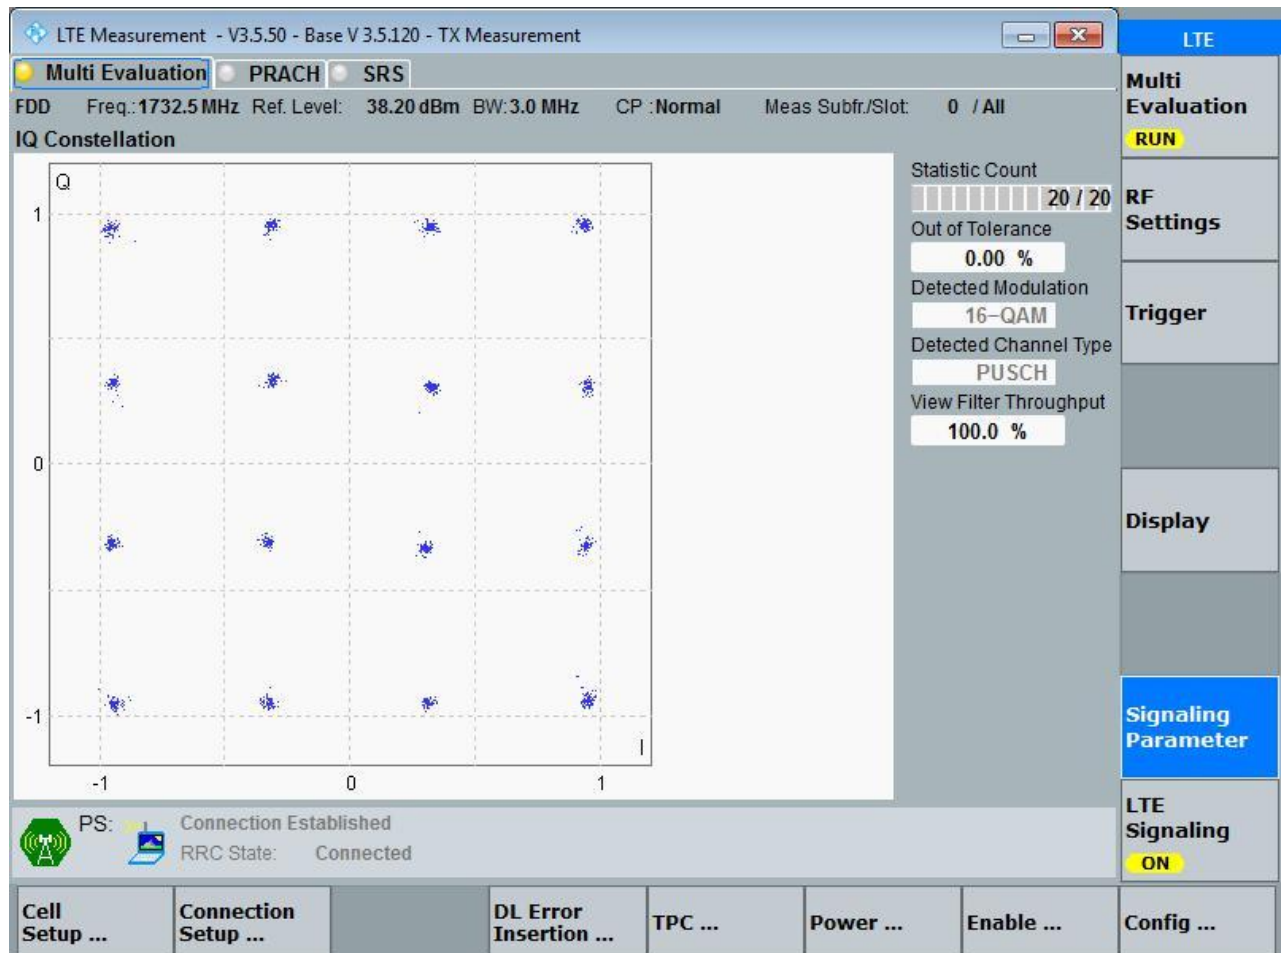 LTE Measurement - V3.5.50 - Base V 3.5.120 - TX Measurement
LTE
Multi Evaluation PRACH SRS
FDD Freq.:1732.5 MHz Ref. Level: 38.20 dBm BW:3.0 MHz CP :Normal Meas Subfr./Slot: 0 / All
IQ Constellation
Q
1
0
-1
I
-1 0 1
Statistic Count
20 / 20
Out of Tolerance
0.00 %
Detected Modulation
16-QAM
Detected Channel Type
PUSCH
View Filter Throughput
100.0 %
Multi
Evaluation
RUN
RF
Settings
Trigger
Display
Signaling
Parameter
LTE
Signaling
ON
PS: Connection Established
RRC State: Connected
Cell
Setup ...
Connection
Setup ...
DL Error
Insertion ...
TPC ...
Power ...
Enable ...
Config ...